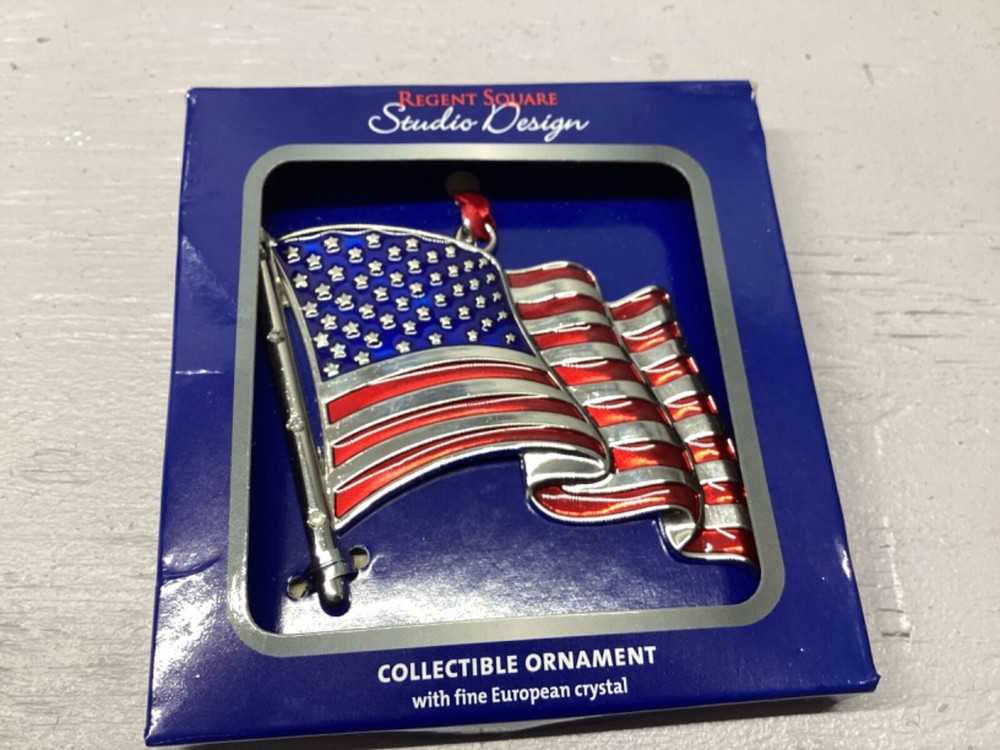 REGENT SQUARE
Studio Design
COLLECTIBLE ORNAMENT
with fine European crystal